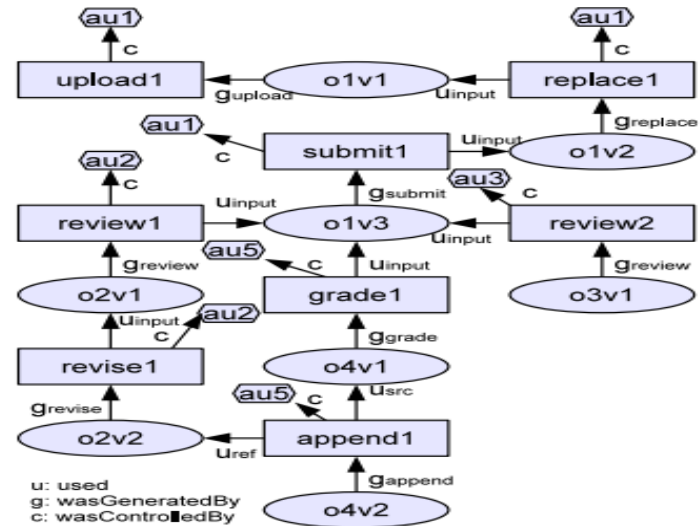 au1
au1
c
c
upload1
o1v1
replace1
gupload
uinput
au1
greplace
uinput
au2
c
submit1
o1v2
c
gsubmit
au3
uinput
c
review1
o1v3
review2
uinput
au5
greview
c
uinput
greview
o2v1
grade1
o3v1
uinput
au2
c
ggrade
revise1
o4v1
au5
usrc
grevise
c
o2v2
append1
uref
u: used
gappend
g: wasGeneratedBy
c: wasControlledBy
o4v2